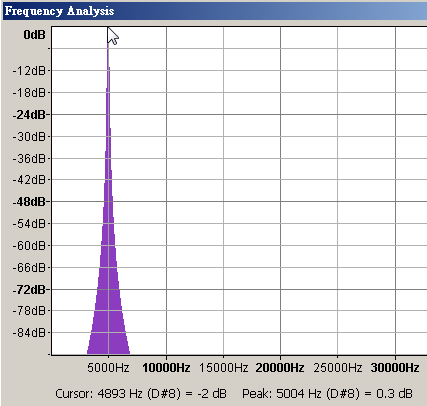 Frequency Analysis
0dB
-12dB
-18dB
-24dB
-30dB
-36dB
-42dB
-48dB
-54dB
-60dB
-66dB
-72dB
-78dB
-84dB
5000Hz 10000Hz 15000Hz 20000Hz 25000Hz 30000Hz
Cursor: 4893 Hz (D#8) = -2 dB Peak: 5004 Hz (D#8) = 0.3 dB